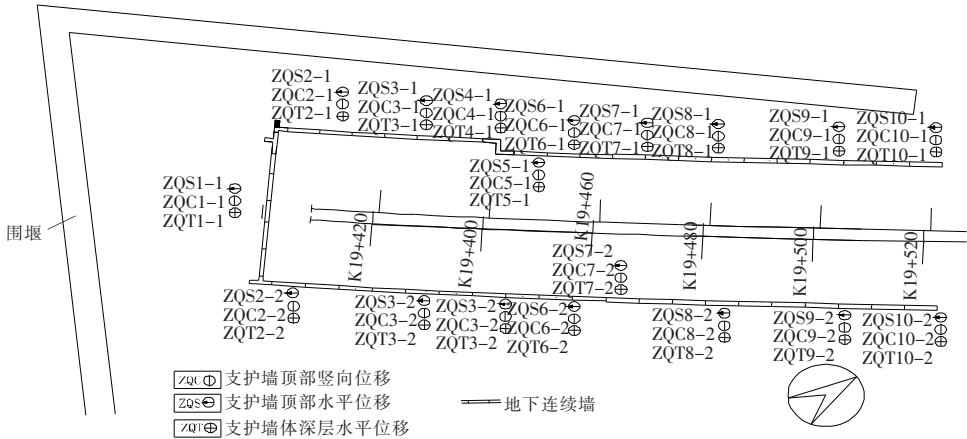 ZQS2-1
ZQC2-1
ZQT2-1
ZQS3-1
ZQC3-1
ZQT3-1
ZQS4-1
ZQC4-1
ZQT4-1
ZQS6-1
ZQC6-1
ZQT6-1
ZQS7-1
ZQC7-1
ZQT7-1
ZQS8-1
ZQC8-1
ZQT8-1
ZQS9-1
ZQC9-1
ZQT9-1
ZQS10-1
ZQC10-1
ZQT10-1
ZQS1-1
ZQC1-1
ZQT1-1
ZQS5-1
ZQC5-1
ZQT5-1
围堰
K19+420
K19+400
K19+460
K19+480
K19+500
K19+520
ZQS7-2
ZQC7-2
ZQT7-2
ZQS2-2
ZQC2-2
ZQT2-2
ZQS3-2
ZQC3-2
ZQT3-2
ZQS3-2
ZQC3-2
ZQT3-2
ZQS6-2
ZQC6-2
ZQT6-2
ZQS8-2
ZQC8-2
ZQT8-2
ZQS9-2
ZQC9-2
ZQT9-2
ZQS10-2
ZQC10-2
ZQT10-2
ZQC 支护墙顶部竖向位移
ZQS 支护墙顶部水平位移
ZQT 支护墙体深层水平位移
地下连续墙